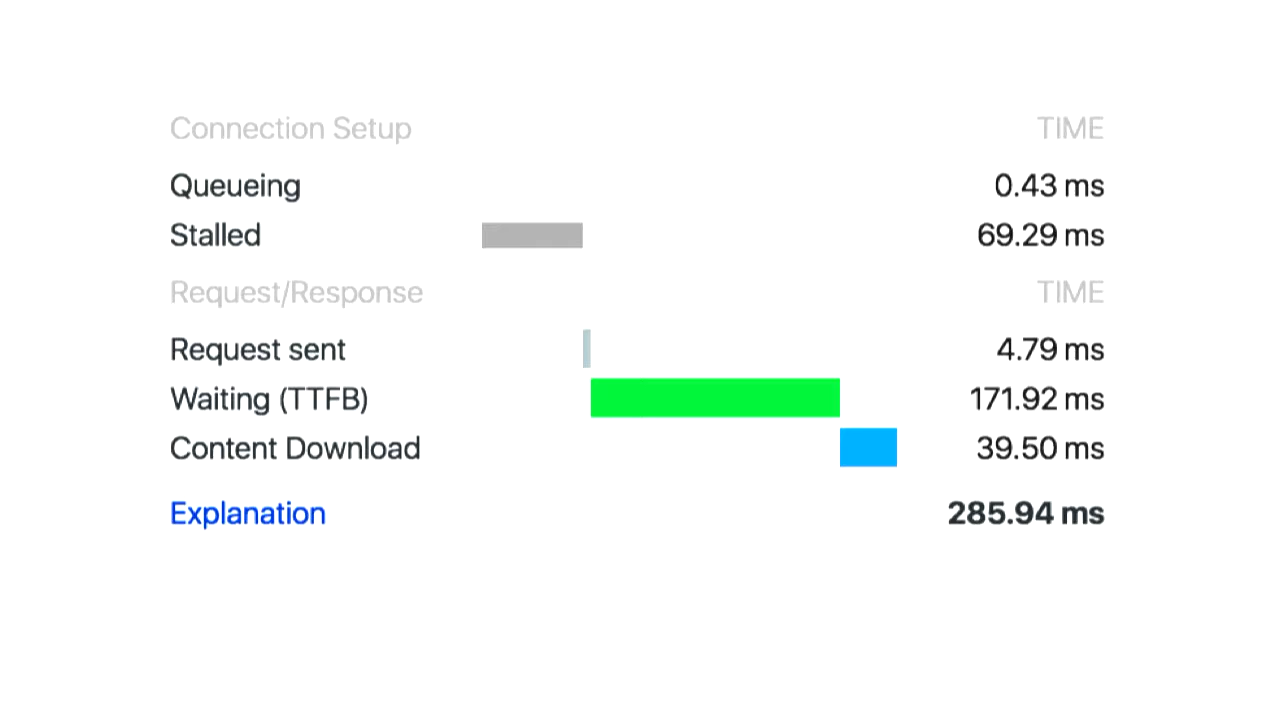 Connection Setup TIME
Queueing 0.43 ms
Stalled 69.29 ms
Request/Response TIME
Request sent 4.79 ms
Waiting (TTFB) 171.92 ms
Content Download 39.50 ms
Explanation 285.94 ms